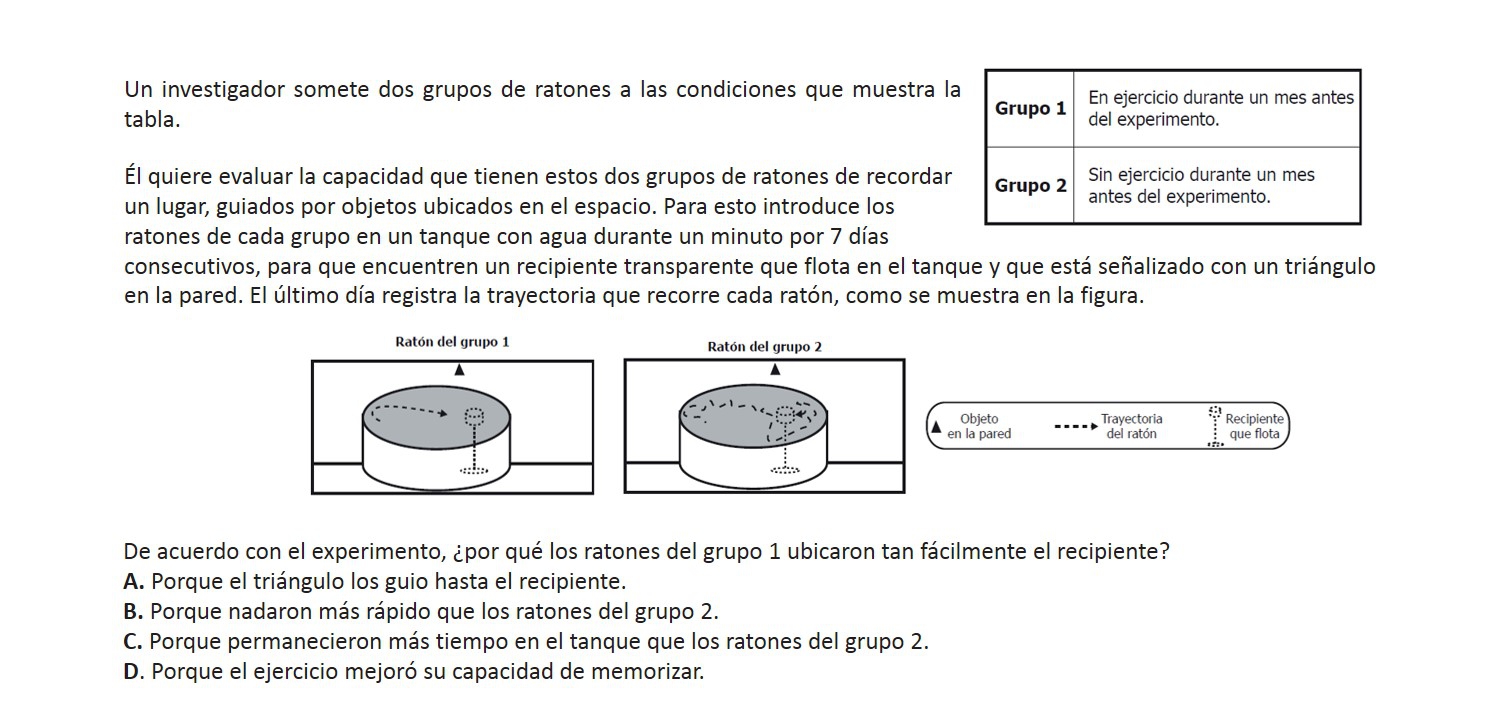 Un investigador somete dos grupos de ratones a las condiciones que muestra la
tabla.
Grupo 1
En ejercicio durante un mes antes
del experimento.
Grupo 2
Sin ejercicio durante un mes
antes del experimento.
Él quiere evaluar la capacidad que tienen estos dos grupos de ratones de recordar
un lugar, guiados por objetos ubicados en el espacio. Para esto introduce los
ratones de cada grupo en un tanque con agua durante un minuto por 7 días
consecutivos, para que encuentren un recipiente transparente que flota en el tanque y que está señalizado con un triángulo
en la pared. El último día registra la trayectoria que recorre cada ratón, como se muestra en la figura.
Ratón del grupo 1
Ratón del grupo 2
Objeto
en la pared
Trayectoria
del ratón
Recipiente
que flota
De acuerdo con el experimento, ¿por qué los ratones del grupo 1 ubicaron tan fácilmente el recipiente?
A. Porque el triángulo los guio hasta el recipiente.
B. Porque nadaron más rápido que los ratones del grupo 2.
C. Porque permanecieron más tiempo en el tanque que los ratones del grupo 2.
D. Porque el ejercicio mejoró su capacidad de memorizar.